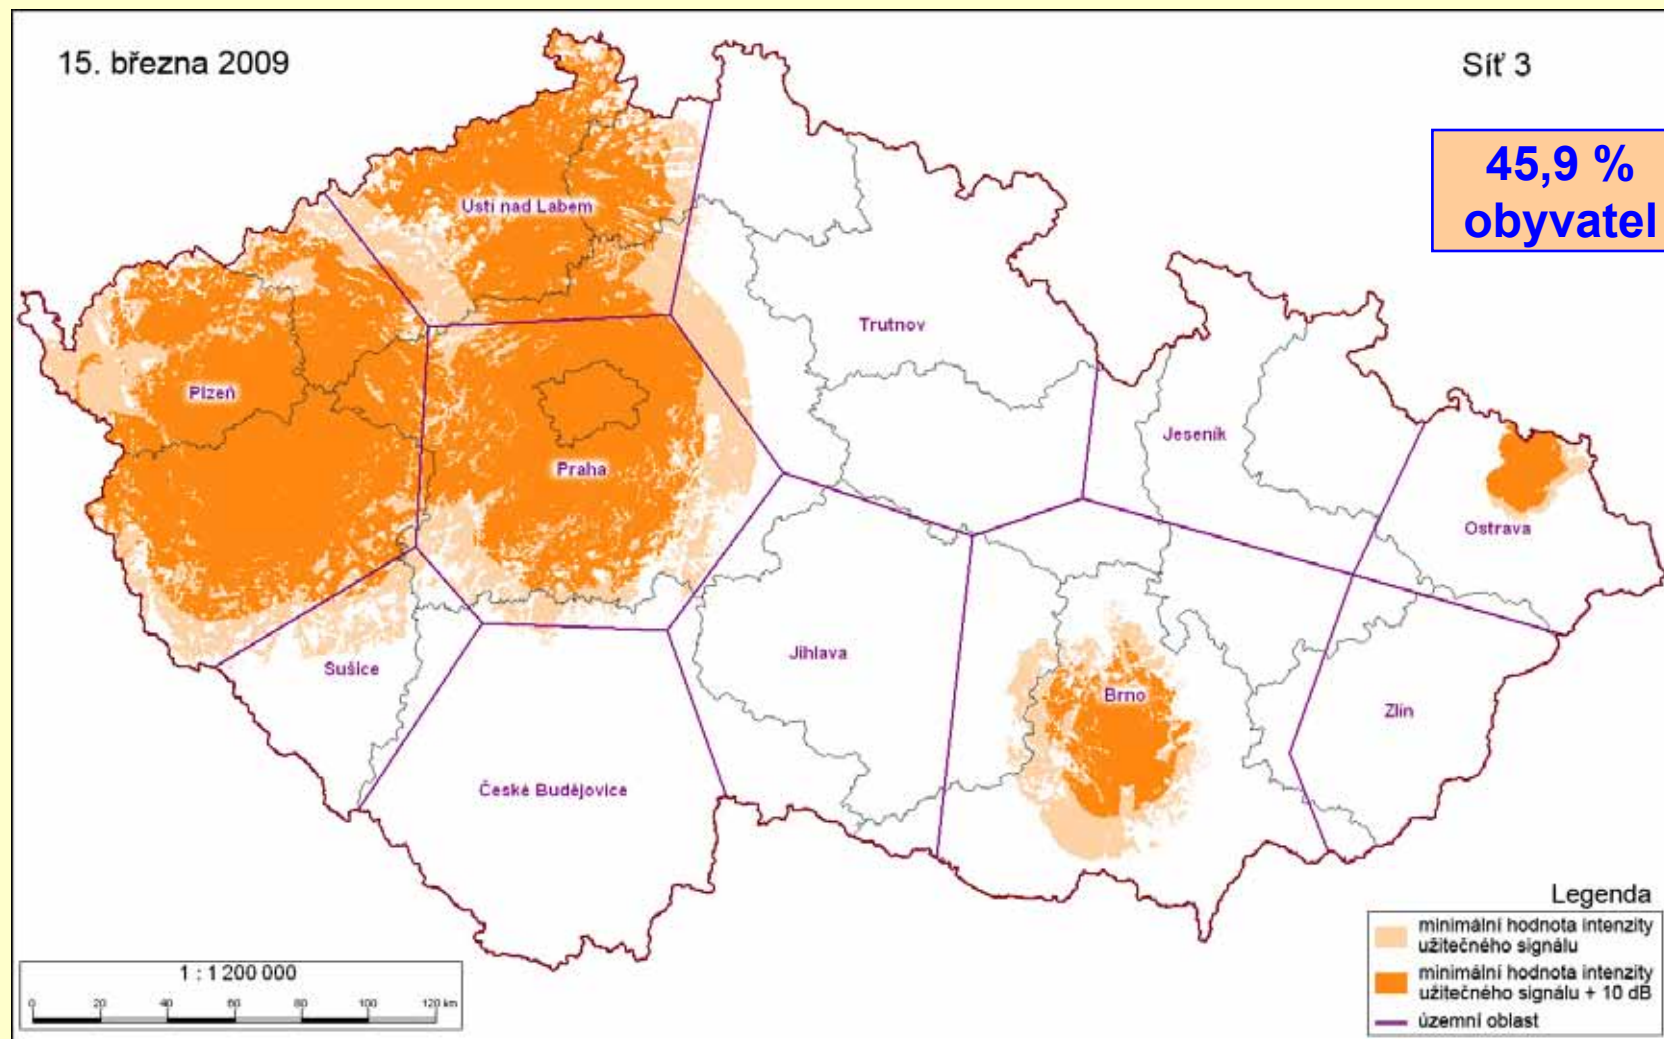 15. března 2009
Síť 3
45,9 %
obyvatel
Ustí nad Labem
Trutnov
Plzeň
Jeseník
Praha
Ostrava
Jihlava
Sušice
Brno
Zlín
České Budějovice
Legenda
minimální hodnota intenzity
užitečného signálu
minimální hodnota intenzity
užitečného signálu + 10 dB
územní oblast
1 : 1 200 000
0 20 40 60 80 100 120 km